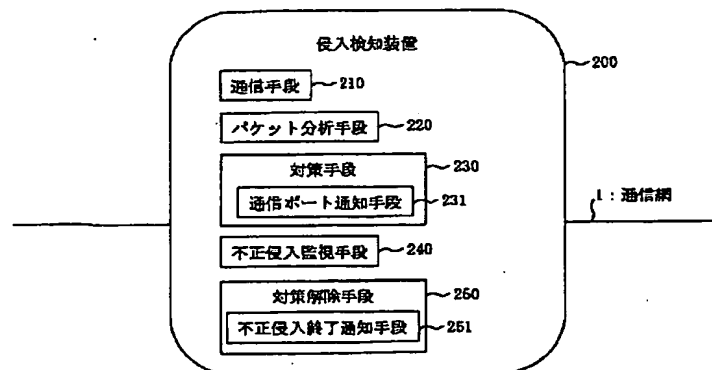 侵入検知装置
200
通信手段
210
パケット分析手段
220
対策手段
230
通信ポート通知手段
231
1：通信網
不正侵入監視手段
240
対策解除手段
250
不正侵入終了通知手段
251